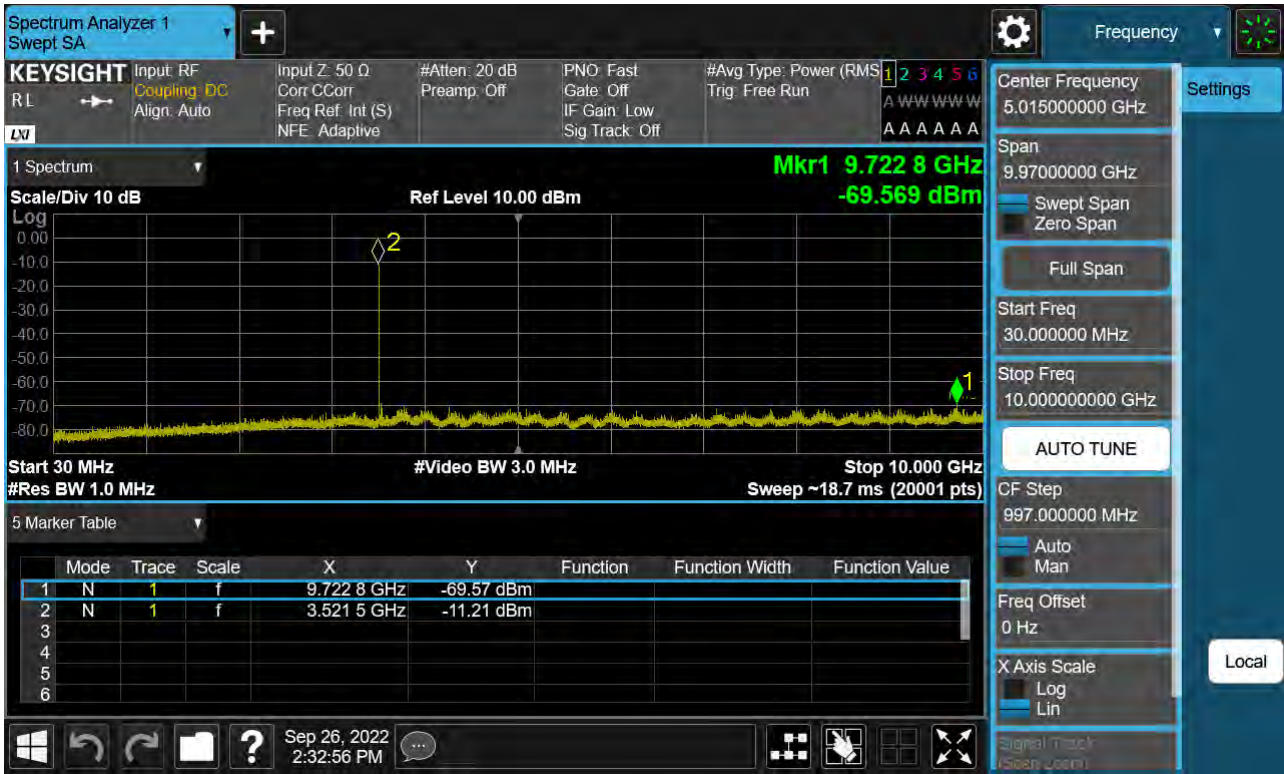 Spectrum Analyzer 1
Swept SA
+
Frequency
KEYSIGHT
RL
LXI
Input: RF
Coupling: DC
Align: Auto
Input Z: 50 Ω
Corr CCorr
Freq Ref: Int (S)
NFE: Adaptive
#Atten: 20 dB
Preamp: Off
PNO: Fast
Gate: Off
IF Gain: Low
Sig Track: Off
#Avg Type: Power (RMS
Trig: Free Run
1 2 3 4 5 6
A W W W W W
A A A A A A
1 Spectrum
Scale/Div 10 dB
Ref Level 10.00 dBm
Mkr1 9.722 8 GHz
-69.569 dBm
Log
0.00
-10.0
-20.0
-30.0
-40.0
-50.0
-60.0
-70.0
-80.0
2
1
Start 30 MHz
#Video BW 3.0 MHz
Stop 10.000 GHz
#Res BW 1.0 MHz
Sweep ~18.7 ms (20001 pts)
5 Marker Table
Mode Trace Scale X Y Function Function Width Function Value
1 N 1 f 9.722 8 GHz -69.57 dBm
2 N 1 f 3.521 5 GHz -11.21 dBm
3
4
5
6
Center Frequency
5.015000000 GHz
Settings
Span
9.97000000 GHz
Swept Span
Zero Span
Full Span
Start Freq
30.000000 MHz
Stop Freq
10.000000000 GHz
AUTO TUNE
CF Step
997.000000 MHz
Auto
Man
Freq Offset
0 Hz
X Axis Scale
Log
Lin
Signal Track
(Span Zoom)
Local
?
Sep 26, 2022
2:32:56 PM